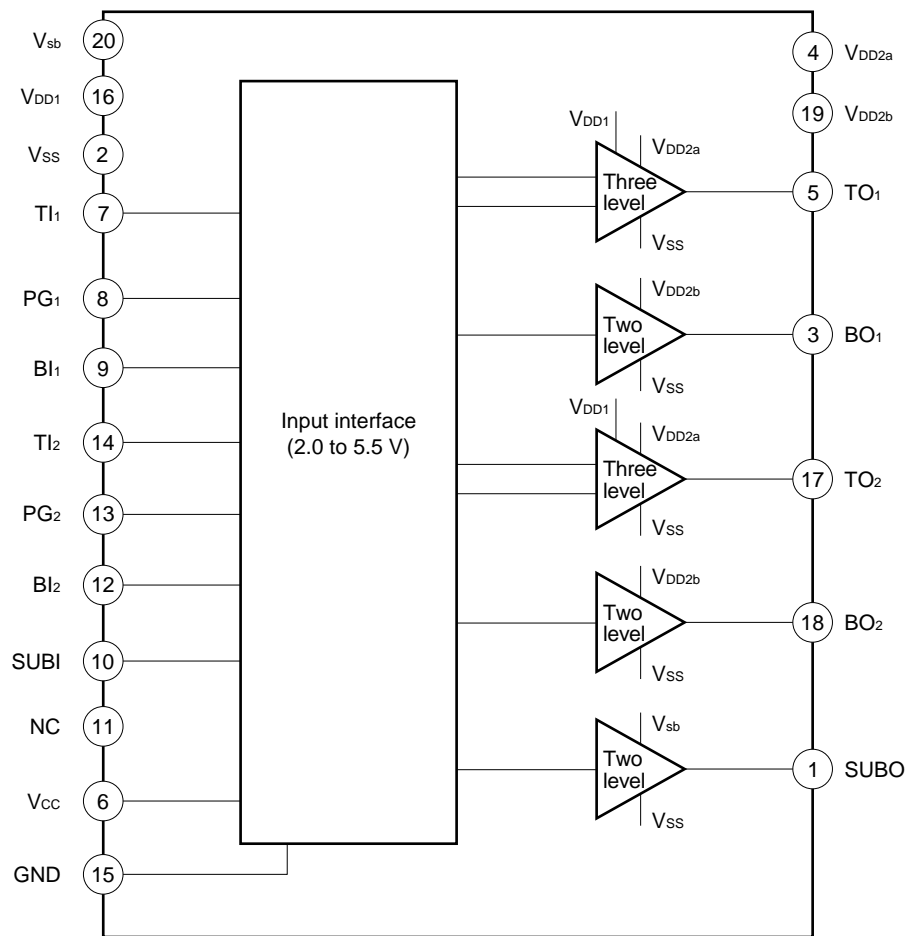 Vsb 20
VDD1 16
VSS 2
TI1 7
PG1 8
BI1 9
TI2 14
PG2 13
BI2 12
SUBI 10
NC 11
VCC 6
GND 15
Input interface
(2.0 to 5.5 V)
VDD1
VDD2a
Three
level
VSS
VDD2b
Two
level
VSS
VDD1
VDD2a
Three
level
VSS
VDD2b
Two
level
VSS
Vsb
Two
level
VSS
4 VDD2a
19 VDD2b
5 TO1
3 BO1
17 TO2
18 BO2
1 SUBO